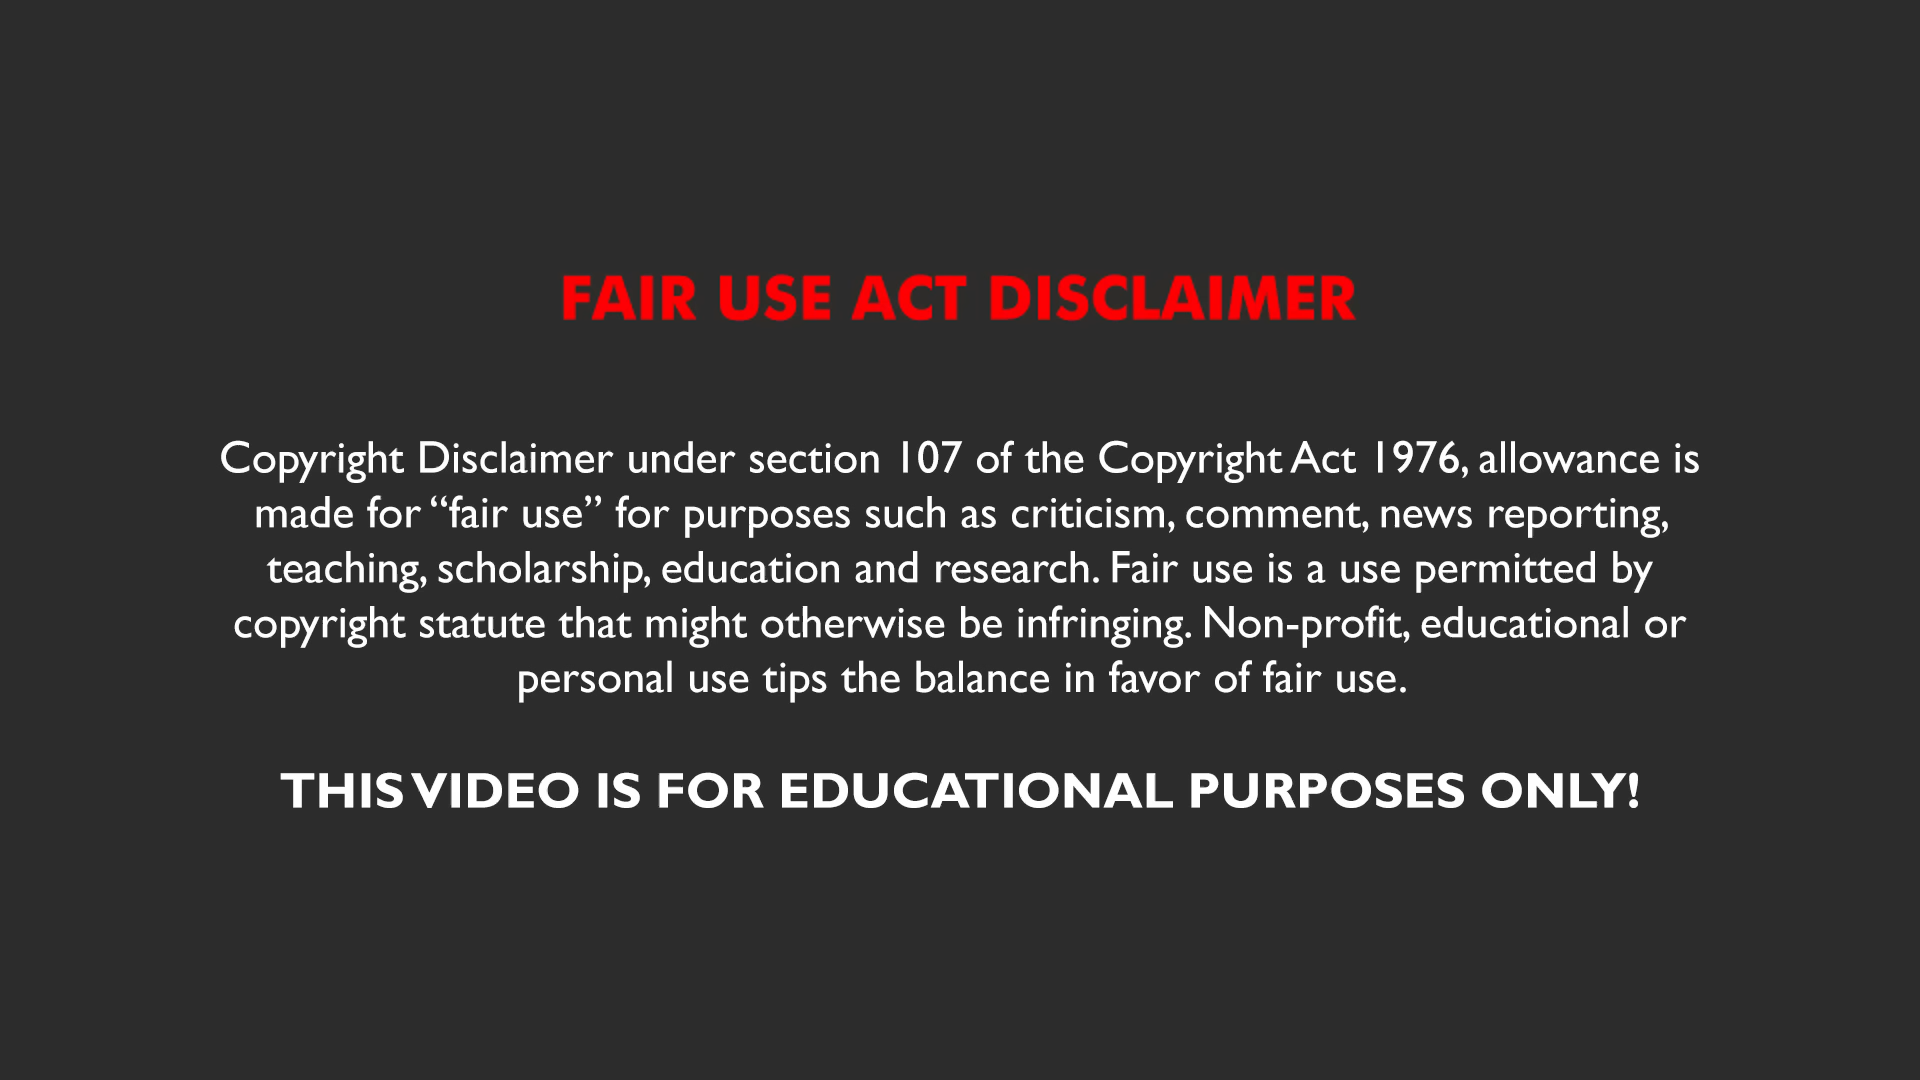 FAIR USE ACT DISCLAIMER
Copyright Disclaimer under section 107 of the Copyright Act 1976, allowance is
made for “fair use” for purposes such as criticism, comment, news reporting,
teaching, scholarship, education and research. Fair use is a use permitted by
copyright statute that might otherwise be infringing. Non-profit, educational or
personal use tips the balance in favor of fair use.
THIS VIDEO IS FOR EDUCATIONAL PURPOSES ONLY!